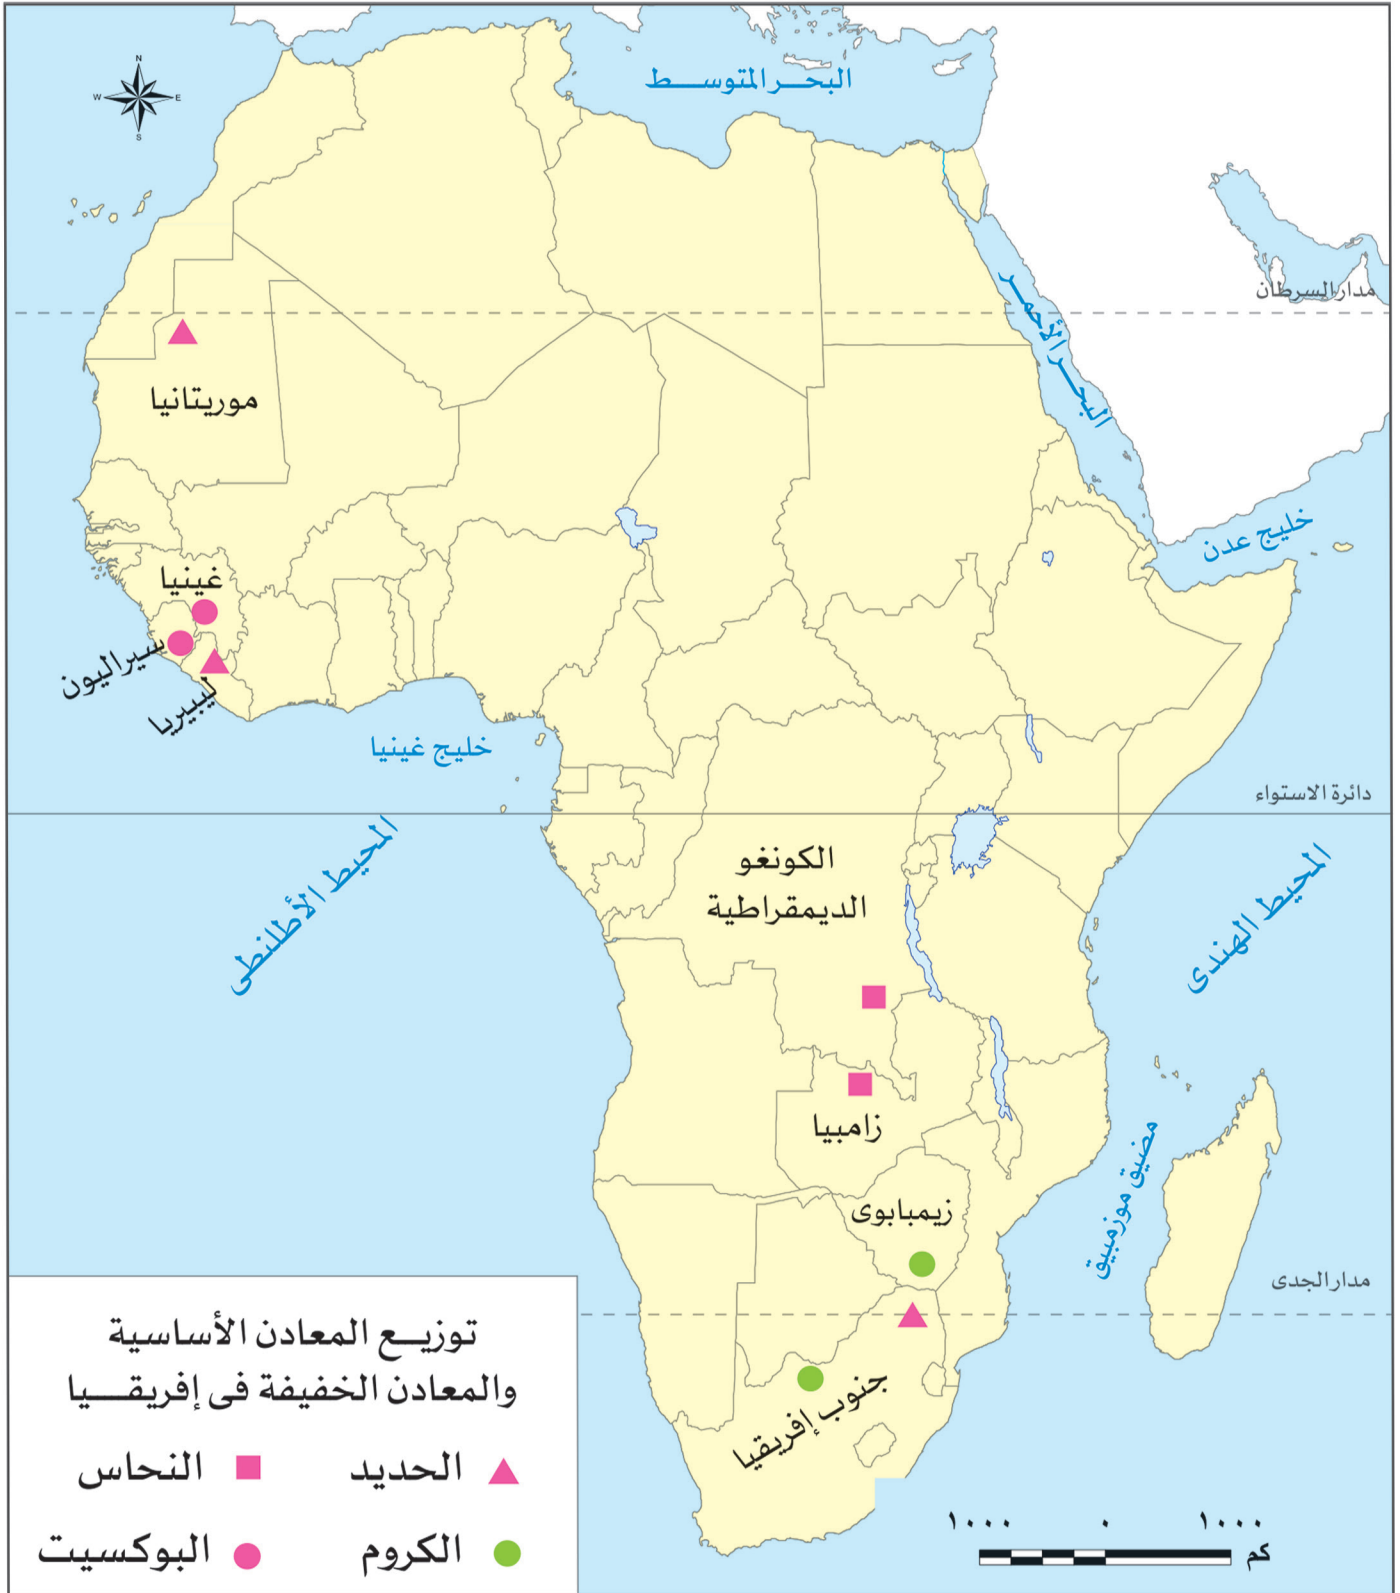 البحر المتوسط
N
W
E
S
مدار السرطان
البحر الأحمر
موريتانيا
خليج عدن
غينيا
سيراليون
ليبيريا
خليج غينيا
دائرة الاستواء
المحيط الأطلنطى
الكونغو
الديمقراطية
المحيط الهندى
زامبيا
مضيق موزمبيق
زيمبابوى
مدار الجدى
جنوب إفريقيا
توزيع المعادن الأساسية
والمعادن الخفيفة فى إفريقيا
الحديد
النحاس
الكروم
البوكسيت
١٠٠٠ ٠ ١٠٠٠
كم